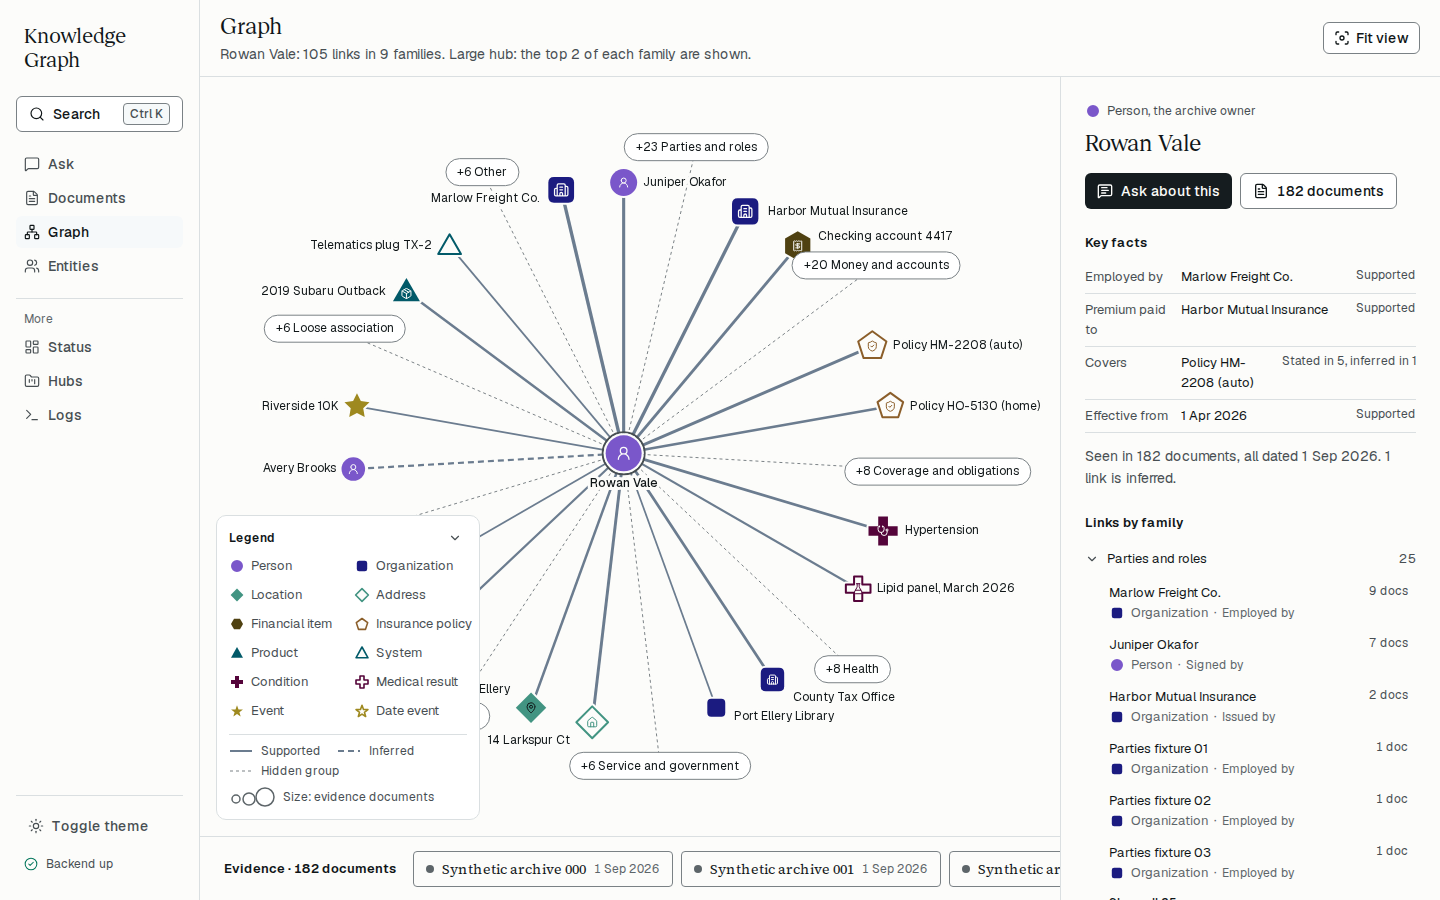 Knowledge
Graph
Search
Ctrl K
Ask
Documents
Graph
Entities
More
Status
Hubs
Logs
Toggle theme
Backend up
Graph
Rowan Vale: 105 links in 9 families. Large hub: the top 2 of each family are shown.
Fit view
+23 Parties and roles
+6 Other
Juniper Okafor
Marlow Freight Co.
Harbor Mutual Insurance
Checking account 4417
Telematics plug TX-2
+20 Money and accounts
2019 Subaru Outback
+6 Loose association
Policy HM-2208 (auto)
Riverside 10K
Policy HO-5130 (home)
Avery Brooks
+8 Coverage and obligations
Rowan Vale
Hypertension
Lipid panel, March 2026
+8 Health
Ellery
County Tax Office
Port Ellery Library
14 Larkspur Ct
+6 Service and government
Legend
Person
Organization
Location
Address
Financial item
Insurance policy
Product
System
Condition
Medical result
Event
Date event
Supported
Inferred
Hidden group
Size: evidence documents
Evidence · 182 documents
Synthetic archive 000 1 Sep 2026
Synthetic archive 001 1 Sep 2026
Synthetic ar
Person, the archive owner
Rowan Vale
Ask about this
182 documents
Key facts
Employed by Marlow Freight Co. Supported
Premium paid Harbor Mutual Insurance Supported
to
Covers Policy HM- Stated in 5, inferred in 1
2208 (auto)
Effective from 1 Apr 2026 Supported
Seen in 182 documents, all dated 1 Sep 2026. 1
link is inferred.
Links by family
Parties and roles 25
Marlow Freight Co. 9 docs
Organization · Employed by
Juniper Okafor 7 docs
Person · Signed by
Harbor Mutual Insurance 2 docs
Organization · Issued by
Parties fixture 01 1 doc
Organization · Employed by
Parties fixture 02 1 doc
Organization · Employed by
Parties fixture 03 1 doc
Organization · Employed by